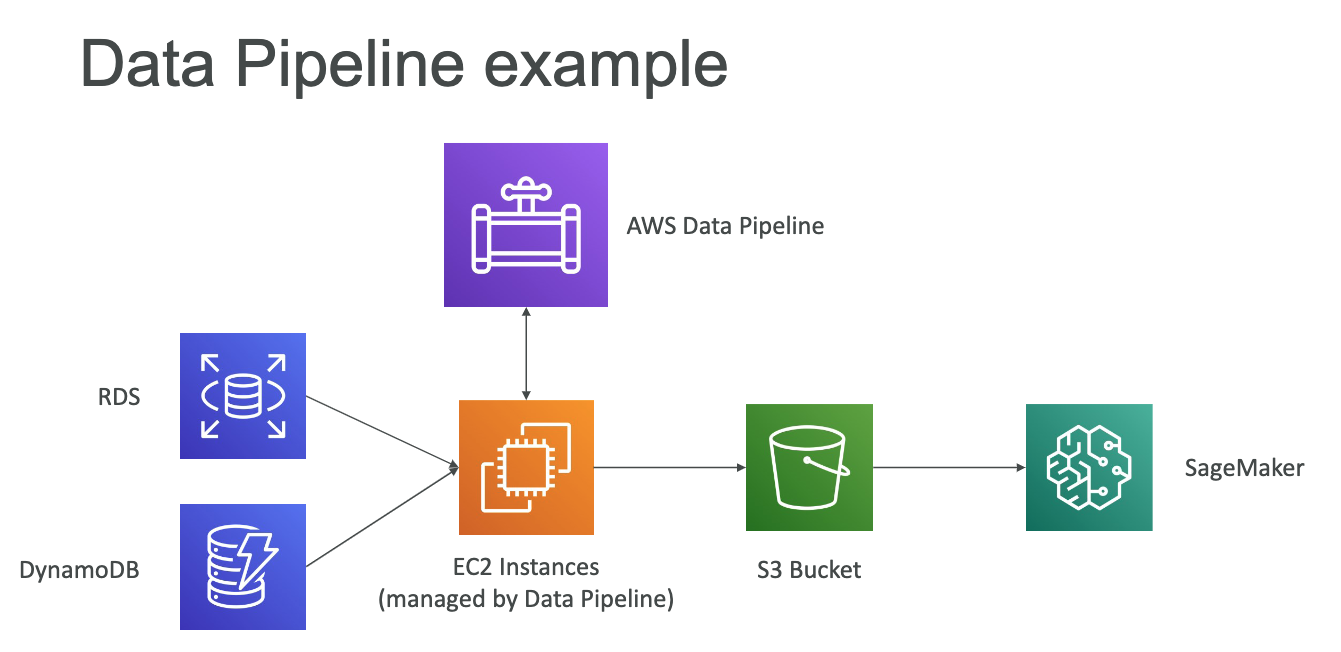 Data Pipeline example
AWS Data Pipeline
RDS
DynamoDB
EC2 Instances
(managed by Data Pipeline)
S3 Bucket
SageMaker